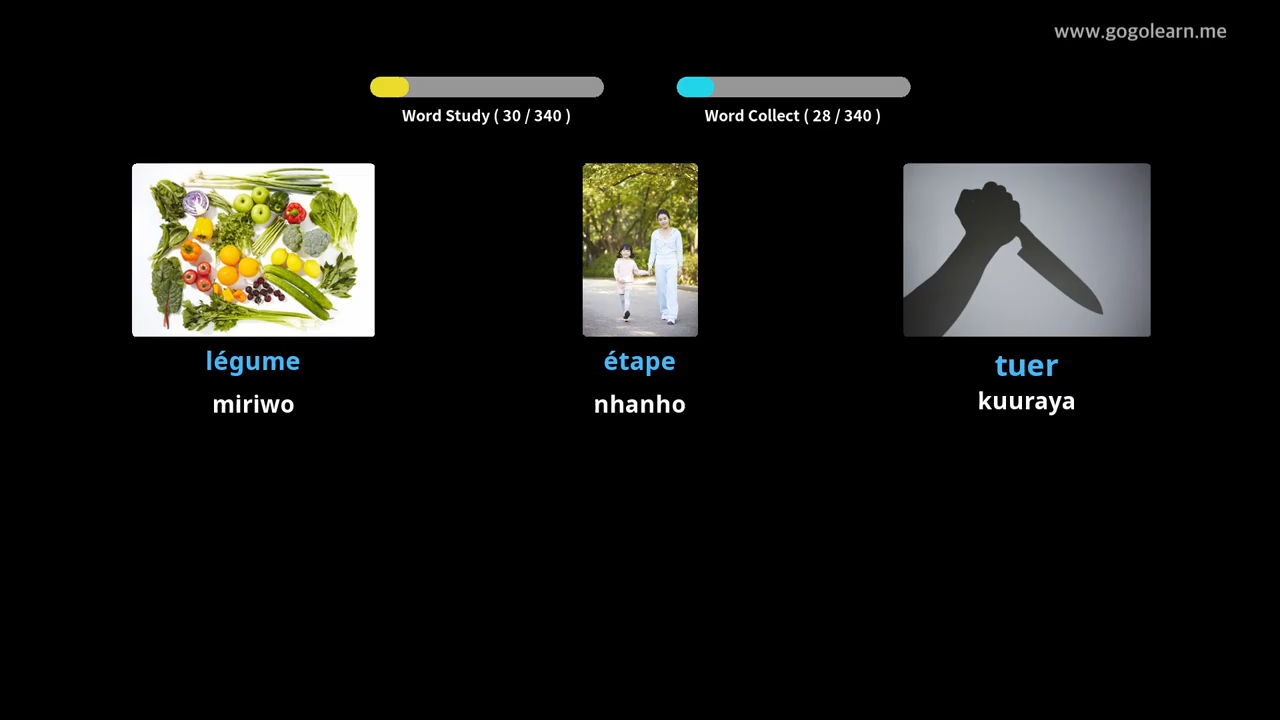 www.gogolearn.me
Word Study ( 30 / 340 )
Word Collect ( 28 / 340 )
légume
étape
tuer
miriwo
nhanho
kuuraya